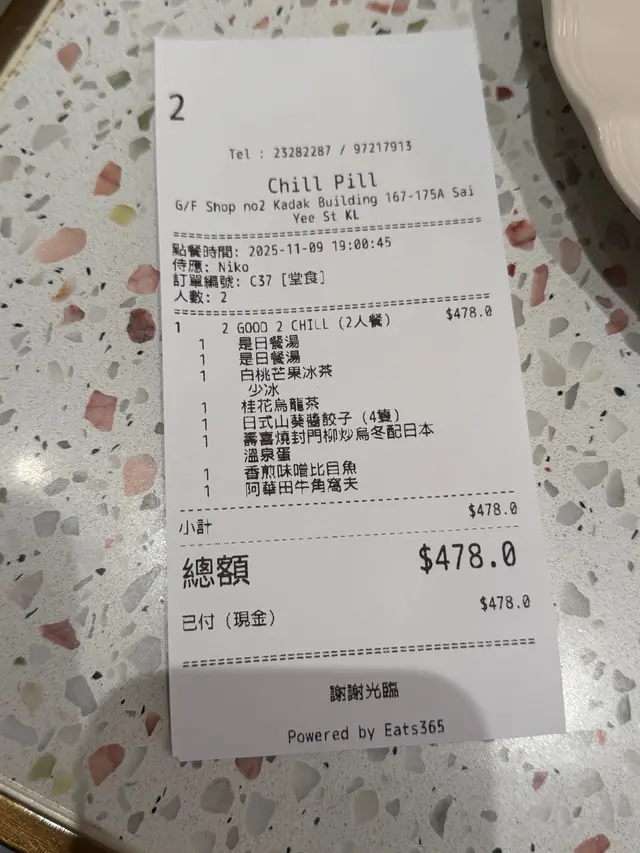 2
Tel : 23282287 / 97217913
Chill Pill
G/F Shop no2 Kadak Building 167-175A Sai
Yee St KL
點餐時間: 2025-11-09 19:00:45
侍應: Niko
訂單編號: C37 [堂食]
人數: 2
1 2 GOOD 2 CHILL (2人餐) $478.0
1 是日餐湯
1 是日餐湯
1 白桃芒果冰茶
少冰
1 桂花烏龍茶
1 日式山葵醬餃子 (4隻)
1 壽喜燒封門柳炒烏冬配日本
溫泉蛋
1 香煎味噌比目魚
1 阿華田牛角窩夫
小計 $478.0
總額 $478.0
已付 (現金) $478.0
謝謝光臨
Powered by Eats365